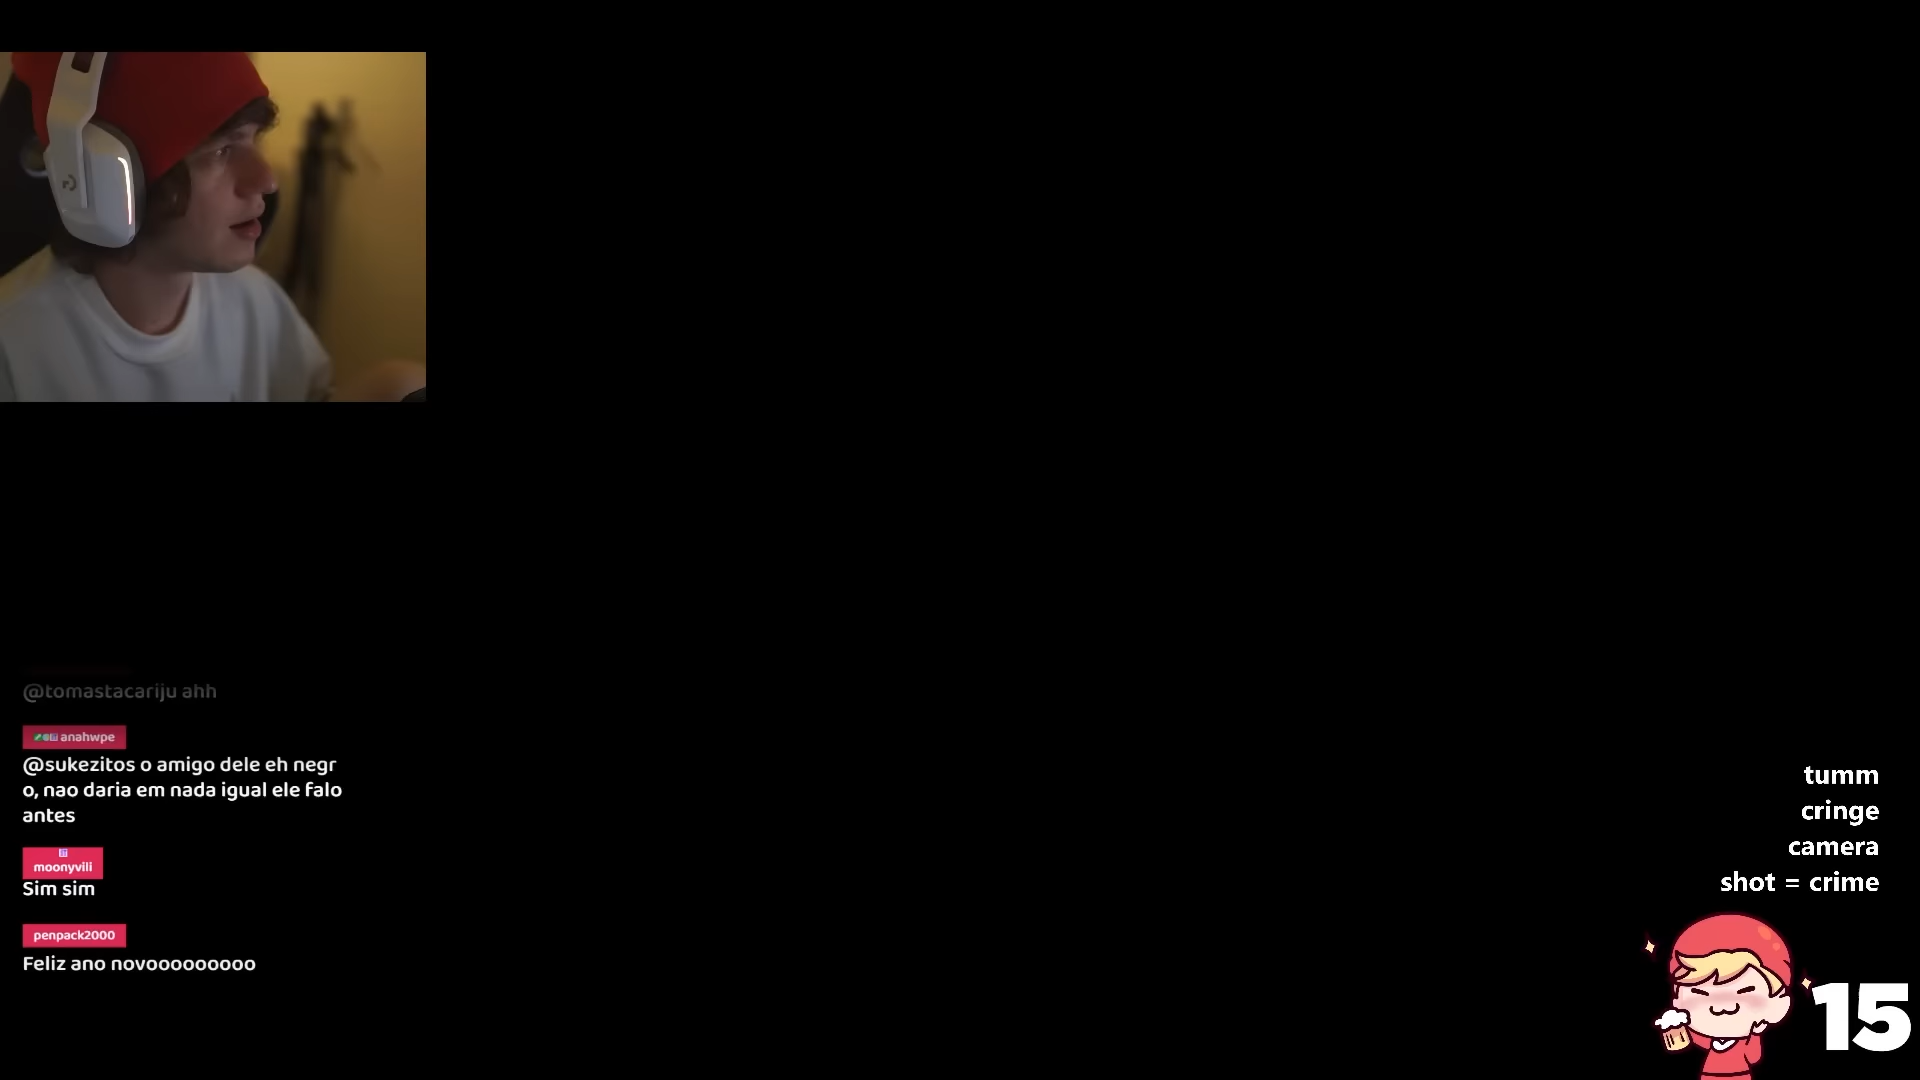 @tomastacariju ahh
anahwpe
@sukezitos o amigo dele eh negr
o, nao daria em nada igual ele falo
antes
moonyvili
Sim sim
penpack2000
Feliz ano novooooooooo
tumm
cringe
camera
shot = crime
15